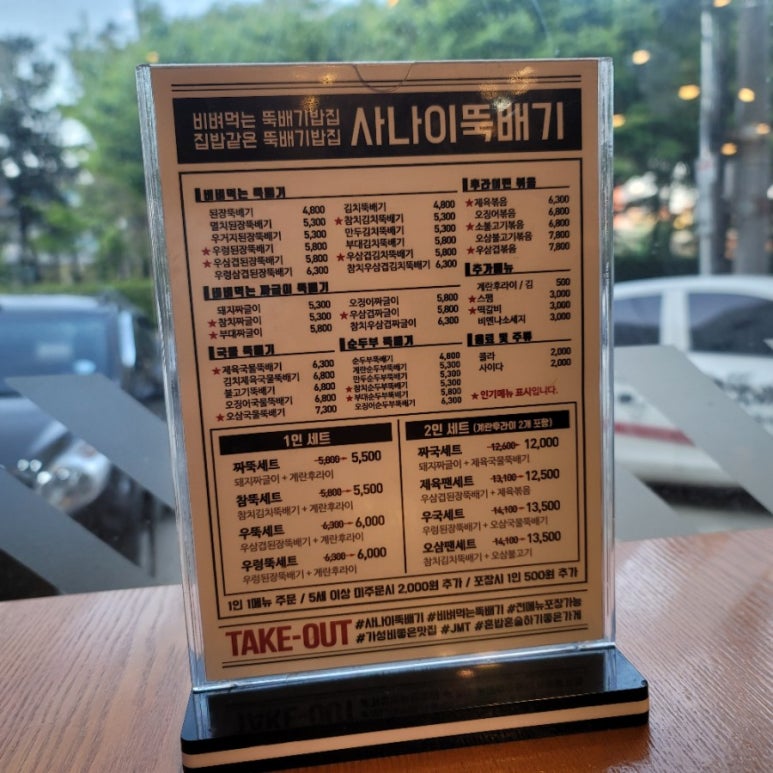 비벼먹는 뚝배기밥집
집밥같은 뚝배기밥집
사나이뚝배기
비벼먹는 뚝배기
된장뚝배기 4,800
멸치된장뚝배기 5,300
우거지된장뚝배기 5,300
★우렁된장뚝배기 5,800
★우삼겹된장뚝배기 5,800
우렁삼겹된장뚝배기 6,300
김치뚝배기 4,800
★참치김치뚝배기 5,300
만두김치뚝배기 5,300
부대김치뚝배기 5,800
★우삼겹김치뚝배기 5,800
참치우삼겹김치뚝배기 6,300
비벼먹는 짜글이 뚝배기
돼지짜글이 5,300
★참치짜글이 5,300
★부대짜글이 5,800
오징어짜글이 5,800
★우삼겹짜글이 5,800
참치우삼겹짜글이 6,300
국물 뚝배기
★제육국물뚝배기 6,300
김치제육국물뚝배기 6,800
불고기뚝배기 6,800
오징어국물뚝배기 6,800
★오삼국물뚝배기 7,300
순두부 뚝배기
순두부뚝배기 4,800
계란순두부뚝배기 5,300
만두순두부뚝배기 5,300
★참치순두부뚝배기 5,300
★부대순두부뚝배기 5,800
오징어순두부뚝배기 6,300
후라이팬 볶음
★제육볶음 6,300
오징어볶음 6,800
★소불고기볶음 6,800
오삼불고기볶음 7,800
★우삼겹볶음 7,800
추가메뉴
계란후라이 / 김 500
★스팸 3,000
★떡갈비 3,000
비엔나소세지 3,000
음료 및 주류
콜라 2,000
사이다 2,000
★인기메뉴 표시입니다.
1인 세트
짜뚝세트 5,800→ 5,500
돼지짜글이 + 계란후라이
참뚝세트 5,800→ 5,500
참치김치뚝배기 + 계란후라이
우뚝세트 6,300→ 6,000
우삼겹된장뚝배기 + 계란후라이
우렁뚝세트 6,300→ 6,000
우렁된장뚝배기 + 계란후라이
2인 세트 (계란후라이 2개 포함)
짜국세트 12,600→ 12,000
돼지짜글이 + 제육국물뚝배기
제육팬세트 13,100→ 12,500
우삼겹된장뚝배기 + 제육볶음
우국세트 14,100→ 13,500
우렁된장뚝배기 + 오삼국물뚝배기
오삼팬세트 14,100→ 13,500
참치김치뚝배기 + 오삼불고기
1인 1메뉴 주문 / 5세 이상 미주문시 2,000원 추가 / 포장시 1인 500원 추가
TAKE-OUT
#사나이뚝배기 #비벼먹는뚝배기 #전메뉴포장가능
#가성비좋은맛집 #JMT #혼밥혼술하기좋은가게